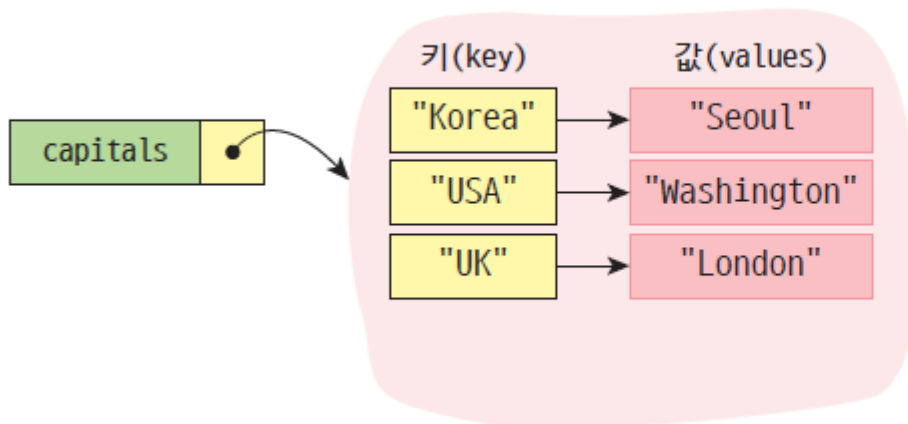 키(key) 값(values)
capitals
"Korea" "Seoul"
"USA" "Washington"
"UK" "London"